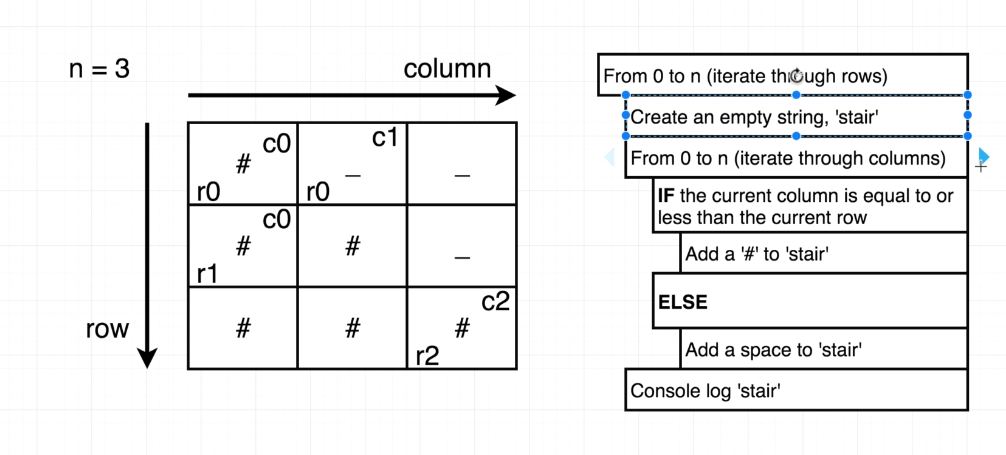 n = 3
column
c0
c1
#
_
_
r0
r0
c0
#
#
_
r1
c2
row
#
#
#
r2
From 0 to n (iterate through rows)
Create an empty string, 'stair'
From 0 to n (iterate through columns)
IF the current column is equal to or
less than the current row
Add a '#' to 'stair'
ELSE
Add a space to 'stair'
Console log 'stair'